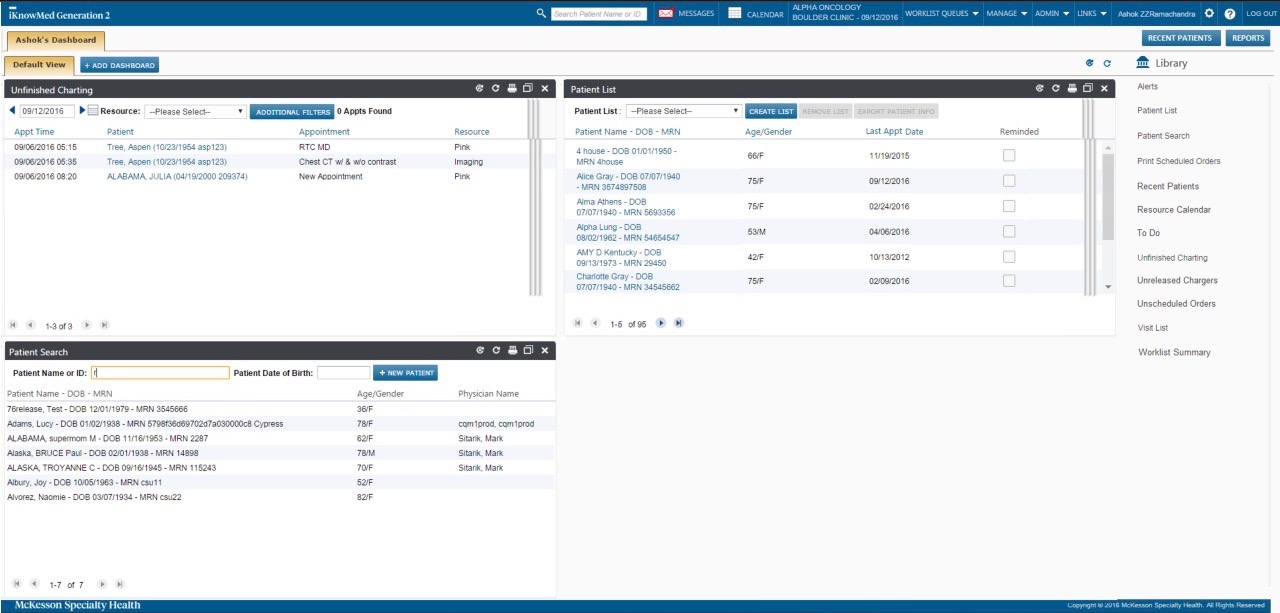 iKnowMed Generation 2
Search Patient Name or ID
MESSAGES
CALENDAR
ALPHA ONCOLOGY
BOULDER CLINIC - 09/12/2016
WORKLIST QUEUES
MANAGE
ADMIN
LINKS
Ashok ZZRamachandra
?
LOG OUT
Ashok's Dashboard
RECENT PATIENTS
REPORTS
Default View
+ ADD DASHBOARD
Unfinished Charting
09/12/2016
Resource:
--Please Select--
ADDITIONAL FILTERS
0 Appts Found
Appt Time Patient Appointment Resource
09/06/2016 05:15 Tree, Aspen (10/23/1954 asp123) RTC MD Pink
09/06/2016 05:35 Tree, Aspen (10/23/1954 asp123) Chest CT w/ & w/o contrast Imaging
09/06/2016 08:20 ALABAMA, JULIA (04/19/2000 209374) New Appointment Pink
1-3 of 3
Patient List
Patient List :
--Please Select--
CREATE LIST
REMOVE LIST
EXPORT PATIENT INFO
Patient Name - DOB - MRN Age/Gender Last Appt Date Reminded
4 house - DOB 01/01/1950 -
MRN 4house
66/F 11/19/2015
Alice Gray - DOB 07/07/1940
- MRN 3574897508
75/F 09/12/2016
Alma Athens - DOB
07/07/1940 - MRN 5693356
75/F 02/24/2016
Alpha Lung - DOB
08/02/1962 - MRN 54654547
53/M 04/06/2016
AMY D Kentucky - DOB
09/13/1973 - MRN 29450
42/F 10/13/2012
Charlotte Gray - DOB
07/07/1940 - MRN 34545662
75/F 02/09/2016
1-6 of 95
Library
Alerts
Patient List
Patient Search
Print Scheduled Orders
Recent Patients
Resource Calendar
To Do
Unfinished Charting
Unreleased Chargers
Unscheduled Orders
Visit List
Worklist Summary
Patient Search
Patient Name or ID:
r
Patient Date of Birth:
+ NEW PATIENT
Patient Name - DOB - MRN Age/Gender Physician Name
76release, Test - DOB 12/01/1979 - MRN 3545666 36/F
Adams, Lucy - DOB 01/02/1938 - MRN 5798f36d69702d7a030000c8 Cypress 78/F cqm1prod, cqm1prod
ALABAMA, supermom M - DOB 11/16/1953 - MRN 2287 62/F Sitarik, Mark
Alaska, BRUCE Paul - DOB 02/01/1938 - MRN 14898 78/M Sitarik, Mark
ALASKA, TROYANNE C - DOB 09/16/1945 - MRN 115243 70/F Sitarik, Mark
Albury, Joy - DOB 10/05/1963 - MRN csu11 52/F
Alvorez, Naomie - DOB 03/07/1934 - MRN csu22 82/F
1-7 of 7
McKesson Specialty Health
Copyright © 2016 McKesson Specialty Health. All Rights Reserved